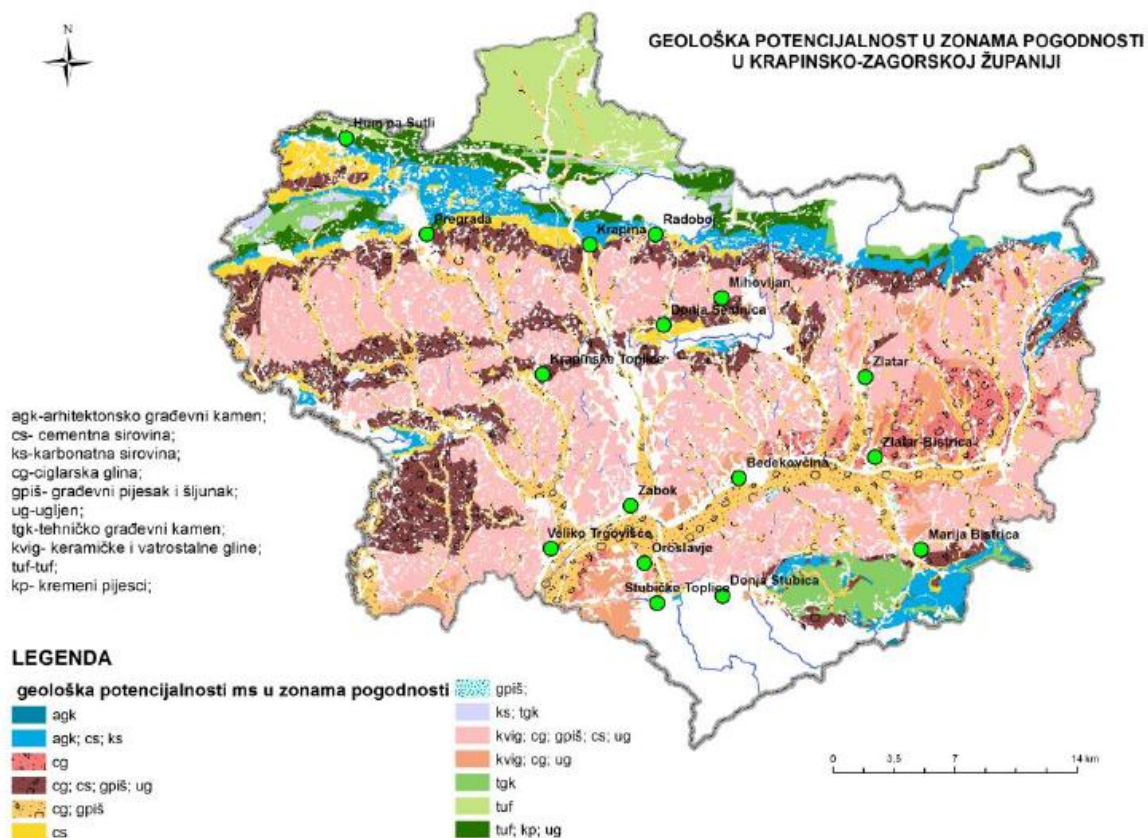 N
GEOLOŠKA POTENCIJALNOST U ZONAMA POGODNOSTI
U KRAPINSKO-ZAGORSKOJ ŽUPANIJI
Hum na Sutli
Pregrada
Krapina
Radoboj
Mihovljan
Donja Šemnica
Krapinske Toplice
Zlatar
Zlatar-Bistrica
Bedekovčina
Zabok
Veliko Trgovišće
Oroslavje
Marija Bistrica
Stubičke Toplice
Donja Stubica
agk-arhitektonsko građevni kamen;
cs- cementna sirovina;
ks-karbonatna sirovina;
cg-ciglarska glina;
gpiš- građevni pijesak i šljunak;
ug-ugljen;
tgk-tehničko građevni kamen;
kvig- keramičke i vatrostalne gline;
tuf-tuf;
kp- kremeni pijesci;
LEGENDA
geološka potencijalnosti ms u zonama pogodnosti
agk
agk; cs; ks
cg
cg; cs; gpiš; ug
cg; gpiš
cs
gpiš;
ks; tgk
kvig; cg; gpiš; cs; ug
kvig; cg; ug
tgk
tuf
tuf; kp; ug
0 3,5 7 14 km